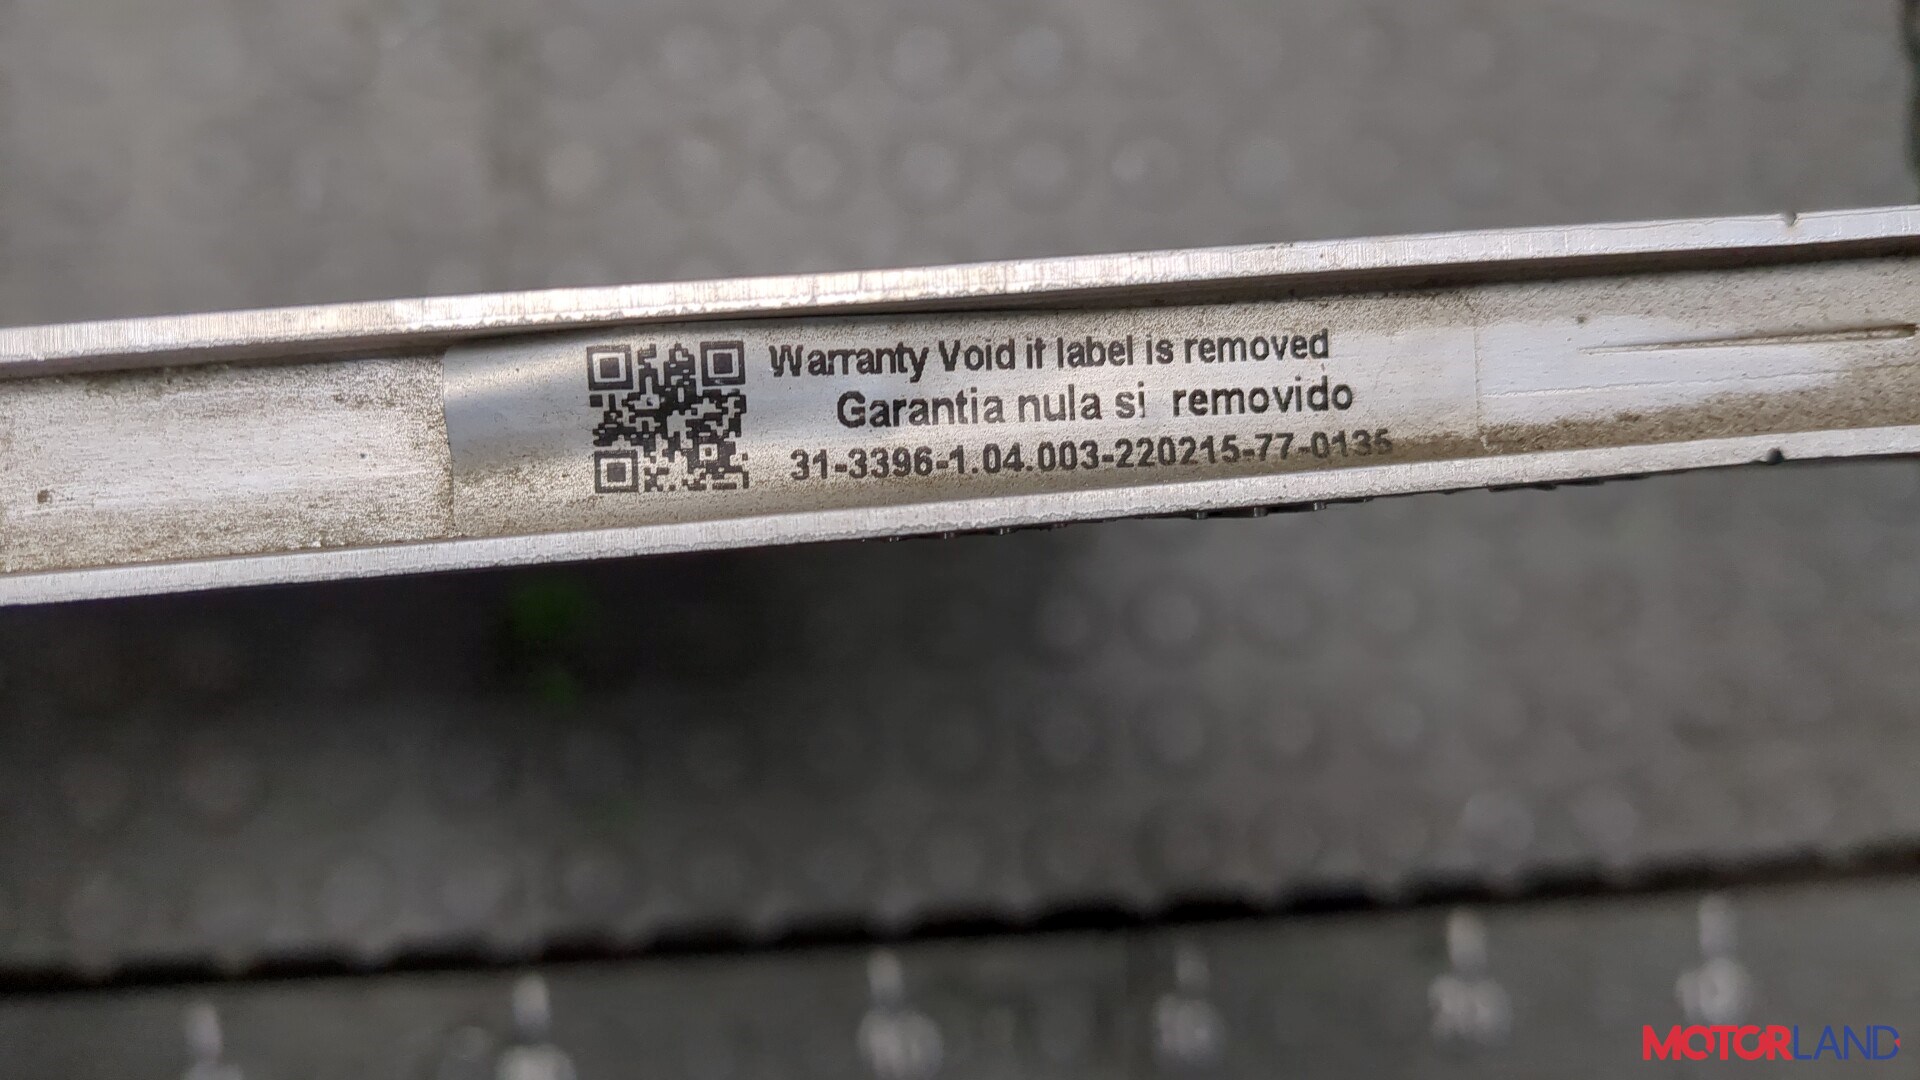 Warranty Void if label is removed
Garantia nula si removido
31-3396-1.04.003-220215-77-0135
MOTORLAND